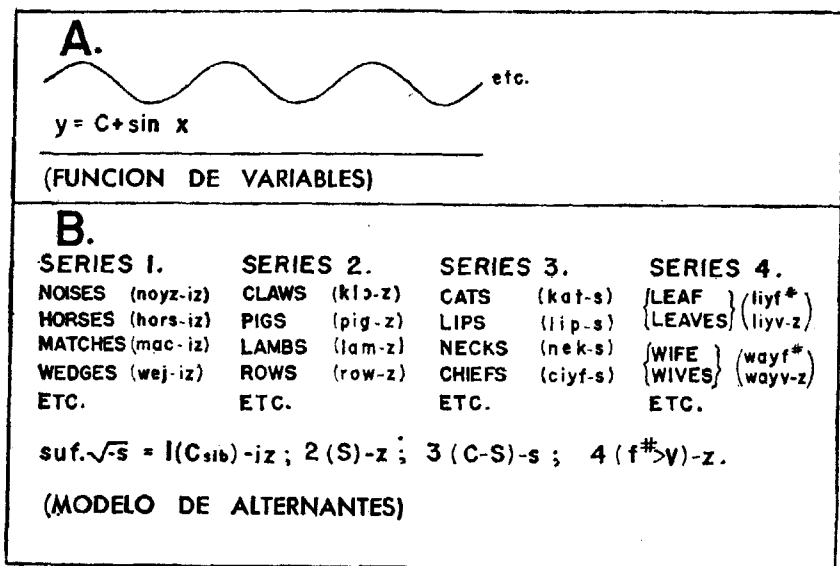 A.
etc.
y = C+sin x
(FUNCION DE VARIABLES)
B.
SERIES 1. SERIES 2. SERIES 3. SERIES 4.
NOISES (noyz-iz) CLAWS (klɔ-z) CATS (kat-s) {LEAF} (liyf#)
HORSES (hors-iz) PIGS (pig-z) LIPS (lip-s) {LEAVES} (liyv-z)
MATCHES (mac-iz) LAMBS (lam-z) NECKS (nek-s) {WIFE} (wayf#)
WEDGES (wej-iz) ROWS (row-z) CHIEFS (ciyf-s) {WIVES} (wayv-z)
ETC. ETC. ETC. ETC.
suf.√-s = 1(Csib)-iz ; 2(S)-z ; 3(C-S)-s ; 4(f#>v)-z.
(MODELO DE ALTERNANTES)